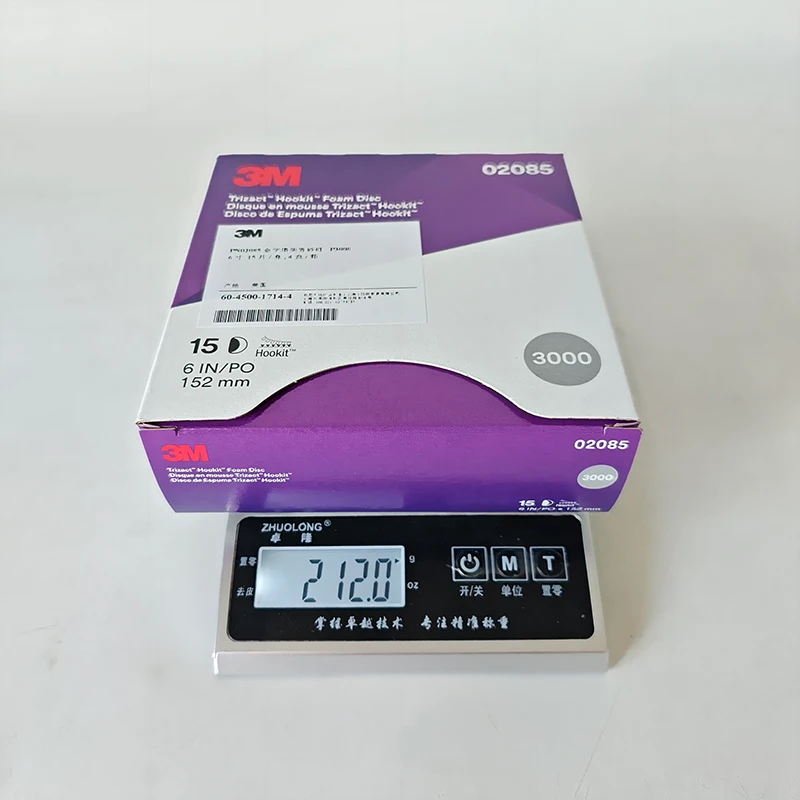 3M
02085
Trizact™ Hookit™ Foam Disc
Disque en mousse Trizact™ Hookit™
Disco de Espuma Trizact™ Hookit™
3M
60-4500-1714-4
15
Hookit™
6 IN/PO
152 mm
3000
3M
02085
Trizact™ Hookit™ Foam Disc
Disque en mousse Trizact™ Hookit™
Disco de Espuma Trizact™ Hookit™
3000
15
6 IN/PO • 152 mm
ZHUOLONG®
卓隆
置零
g
212.0
去皮
oz
M
T
开/关
单位
置零
掌握卓越技术 专注精准称重